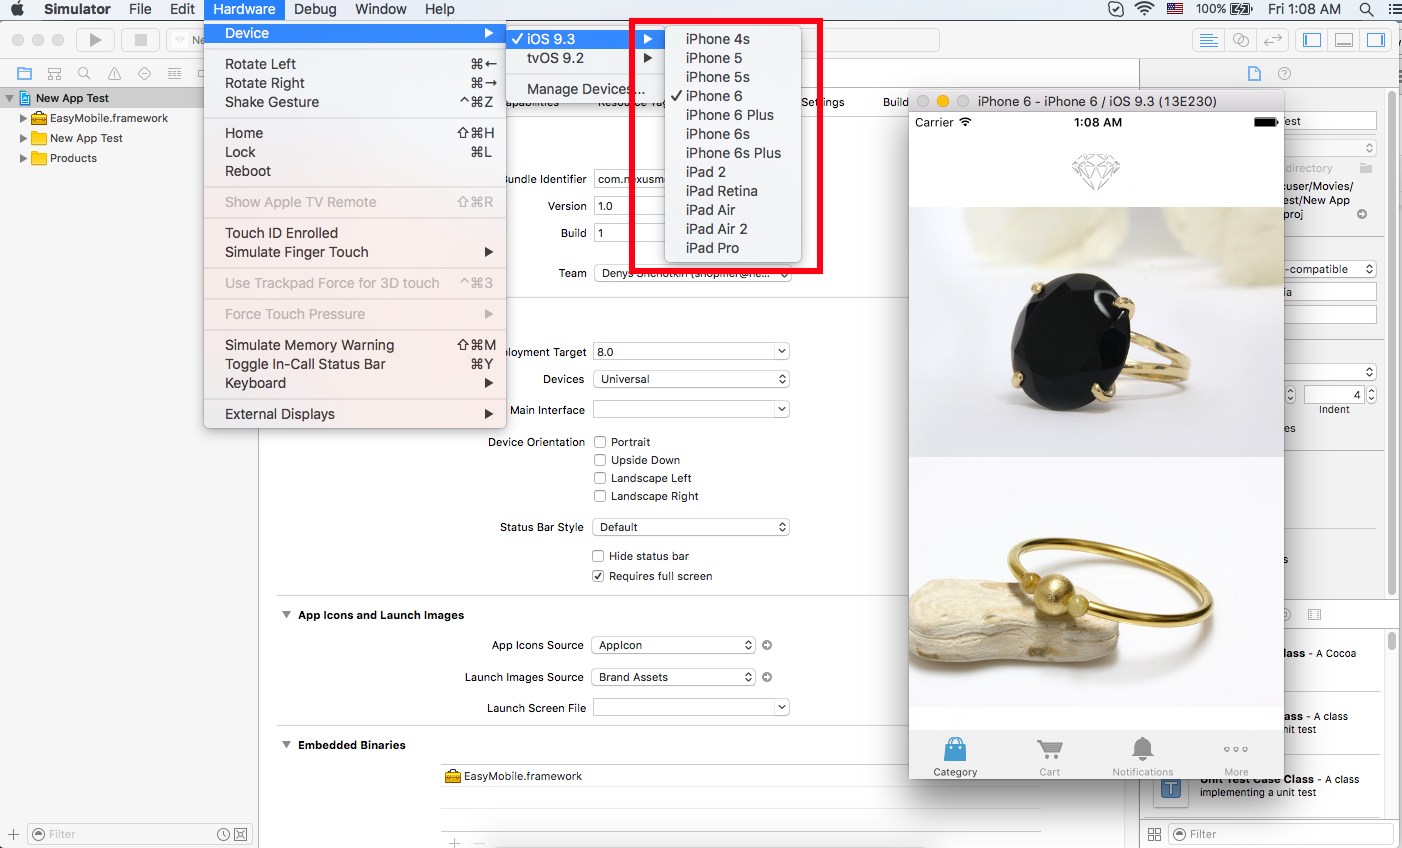 Simulator File Edit Hardware Debug Window Help 100% Fri 1:08 AM
Device
Rotate Left ⌘←
Rotate Right ⌘→
Shake Gesture ^⌘Z
Home ⇧⌘H
Lock ⌘L
Reboot
Show Apple TV Remote ⇧⌘R
Touch ID Enrolled
Simulate Finger Touch
Use Trackpad Force for 3D touch ^⌘3
Force Touch Pressure
Simulate Memory Warning ⇧⌘M
Toggle In-Call Status Bar ⌘Y
Keyboard
External Displays
✓ iOS 9.3
tvOS 9.2
Manage Devices...
iPhone 4s
iPhone 5
iPhone 5s
✓ iPhone 6
iPhone 6 Plus
iPhone 6s
iPhone 6s Plus
iPad 2
iPad Retina
iPad Air
iPad Air 2
iPad Pro
New App Test
EasyMobile.framework
New App Test
Products
Filter
Settings Build
Bundle Identifier com.nexusm
Version 1.0
Build 1
Team
ployment Target 8.0
Devices Universal
Main Interface
Device Orientation Portrait
Upside Down
Landscape Left
Landscape Right
Status Bar Style Default
Hide status bar
Requires full screen
App Icons and Launch Images
App Icons Source AppIcon
Launch Images Source Brand Assets
Launch Screen File
Embedded Binaries
EasyMobile.framework
iPhone 6 - iPhone 6 / iOS 9.3 (13E230)
Carrier 1:08 AM
Category Cart Notifications More
est
directory
cuser/Movies/
est/New App
proj
-compatible
ia
4
Indent
es
s
lass - A Cocoa
ass - A class
nit test
Unit Test Case Class - A class
implementing a unit test
Filter